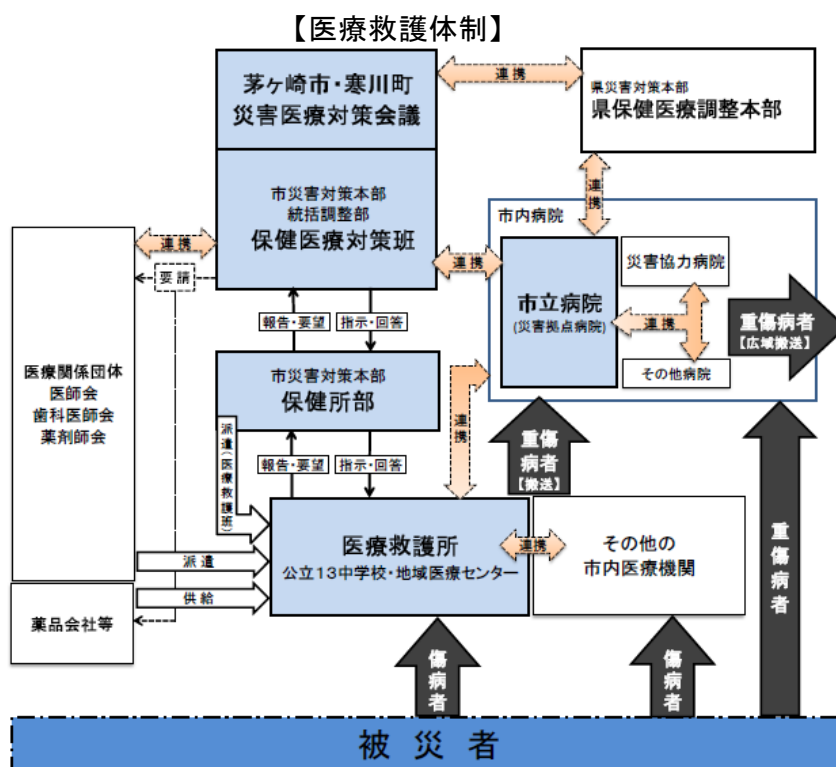 【医療救護体制】
茅ヶ崎市・寒川町
災害医療対策会議
連携
県災害対策本部
県保健医療調整本部
市災害対策本部
統括調整部
保健医療対策班
連携
要請
連携
連携
市内病院
市立病院
(災害拠点病院)
災害協力病院
連携
その他病院
重傷病者
【広域搬送】
報告・要望
指示・回答
医療関係団体
医師会
歯科医師会
薬剤師会
市災害対策本部
保健所部
連携
派遣(医療救護班)
報告・要望
指示・回答
重傷
病者
【搬送】
重傷病者
医療救護所
公立13中学校・地域医療センター
連携
その他の
市内医療機関
派遣
供給
薬品会社等
傷病者
傷病者
被災者